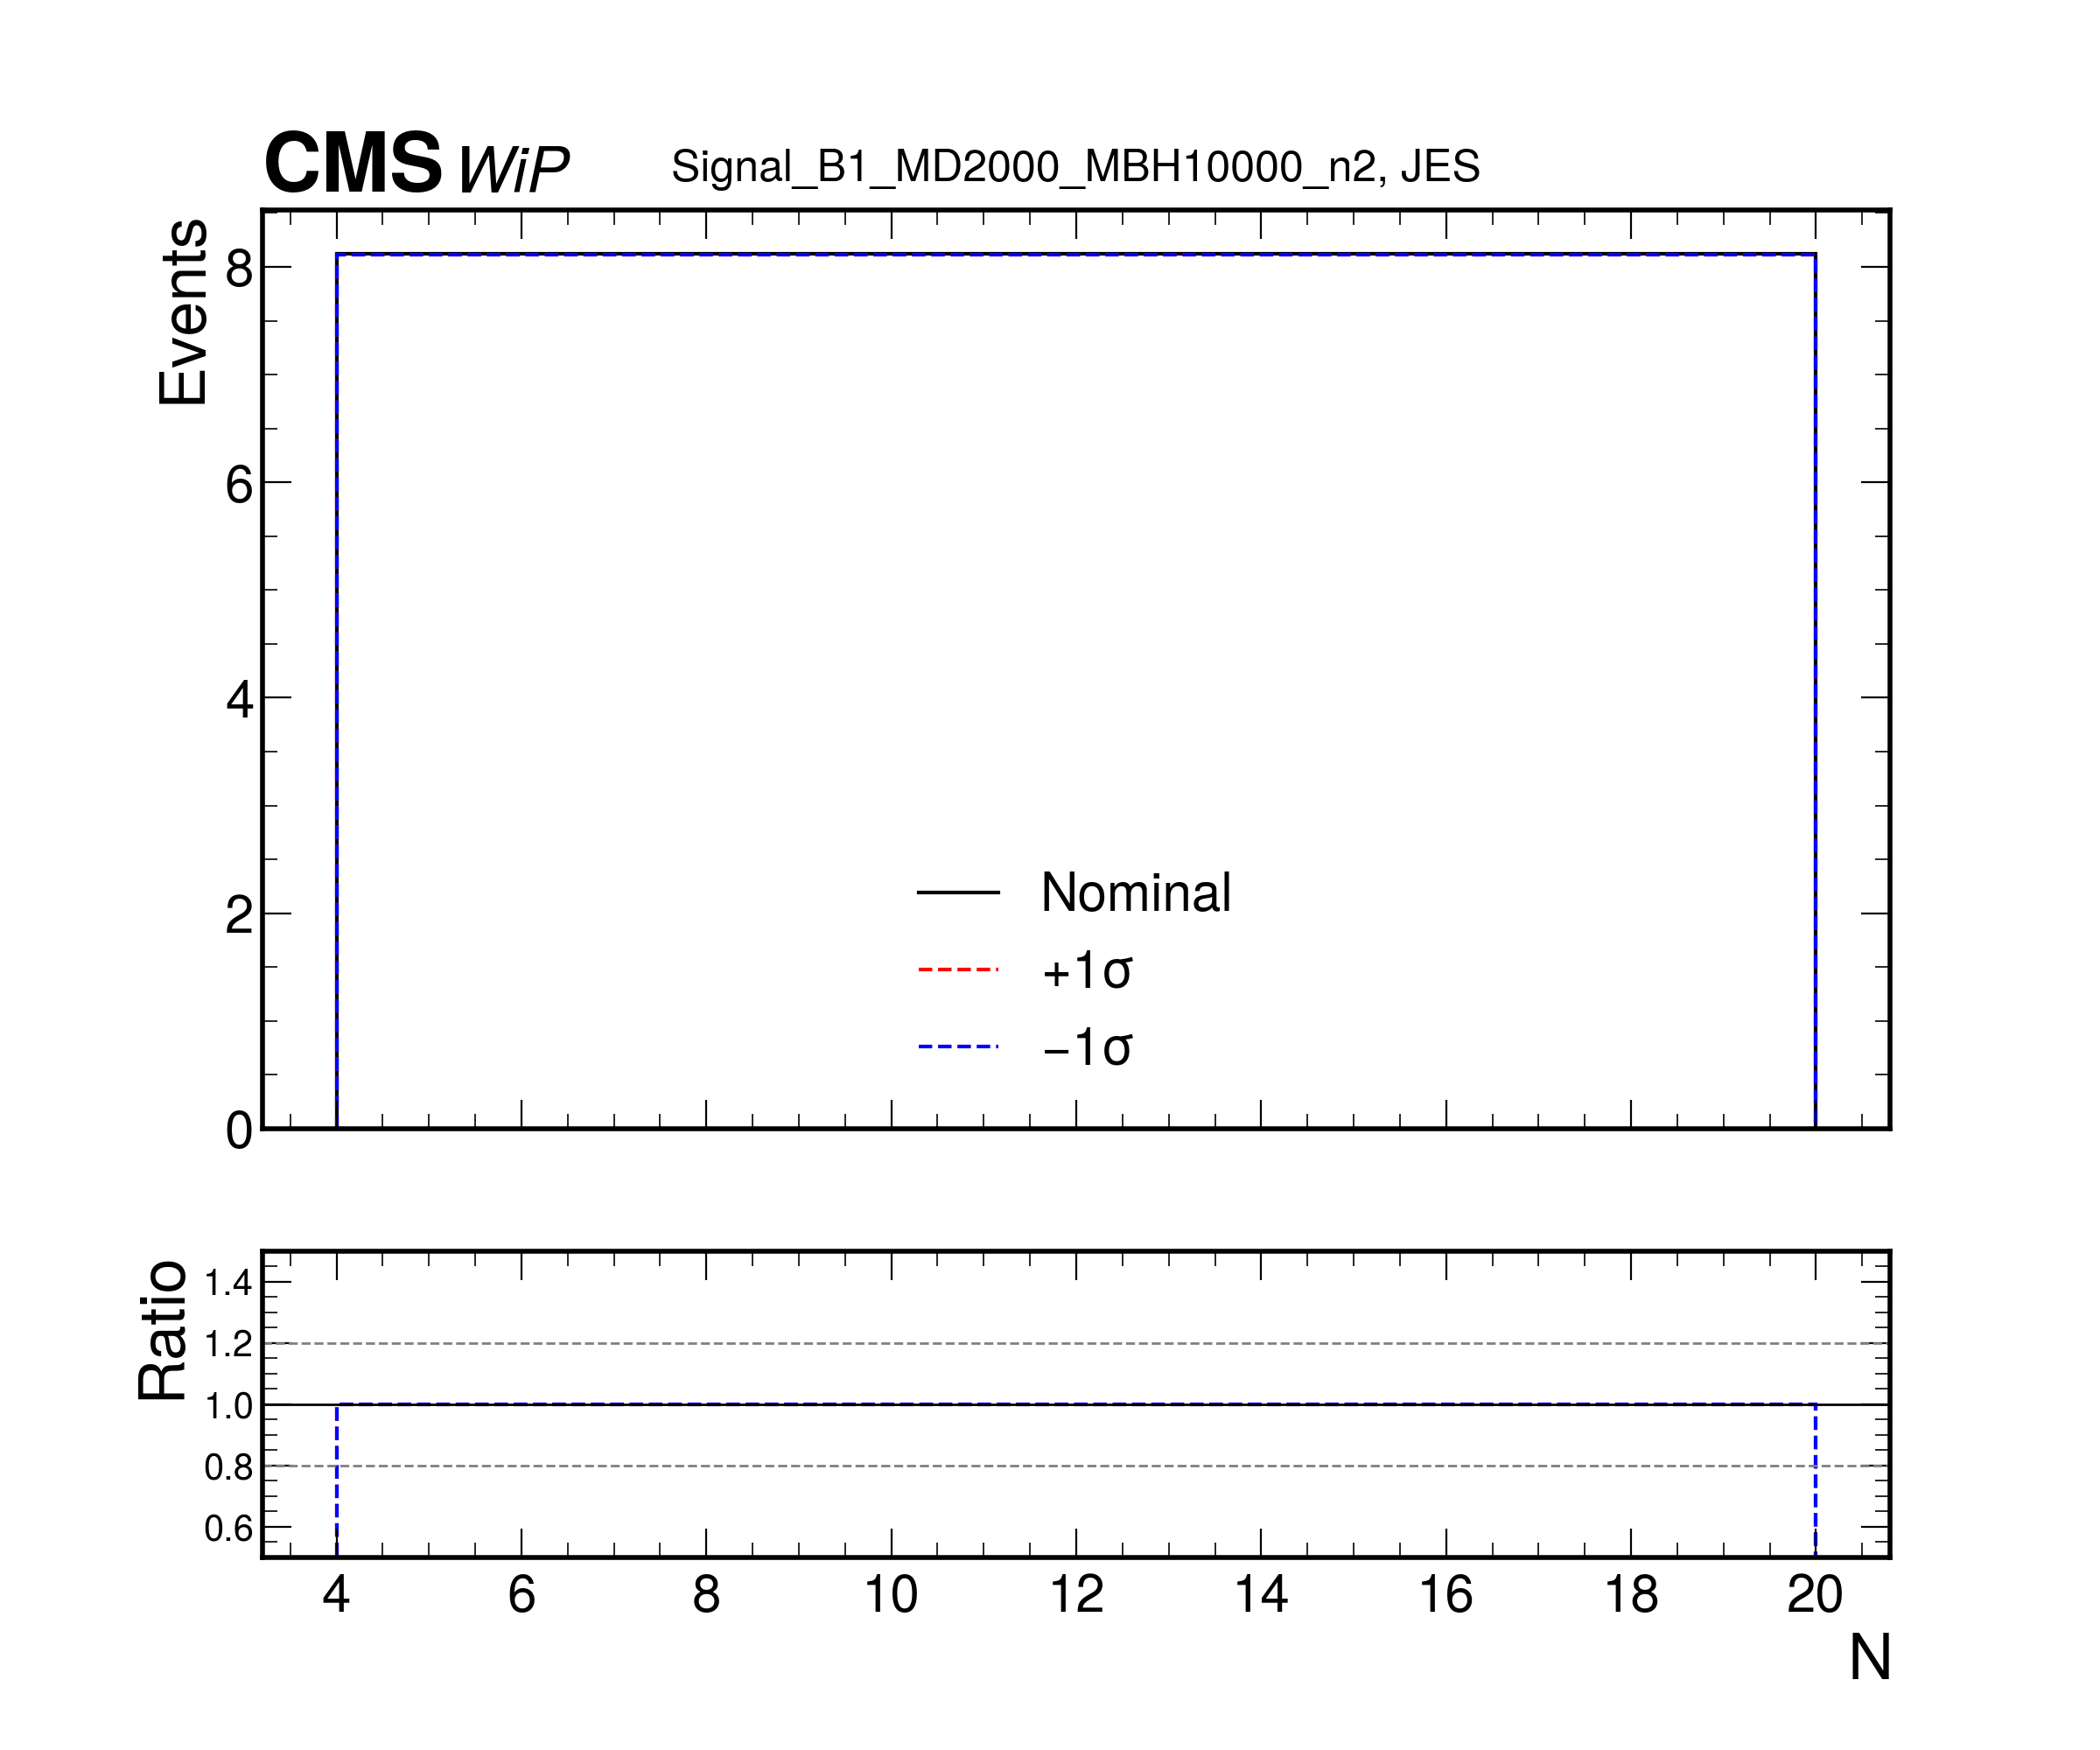 CMS WiP Signal_B1_MD2000_MBH10000_n2, JES
Events
8
6
4
2
0
Nominal
+1σ
−1σ
Ratio
1.4
1.2
1.0
0.8
0.6
4 6 8 10 12 14 16 18 20
N